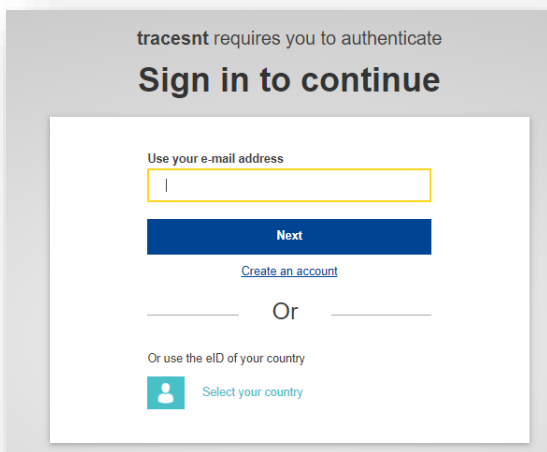 tracesnt requires you to authenticate
Sign in to continue
Use your e-mail address
Next
Create an account
Or
Or use the eID of your country
Select your country